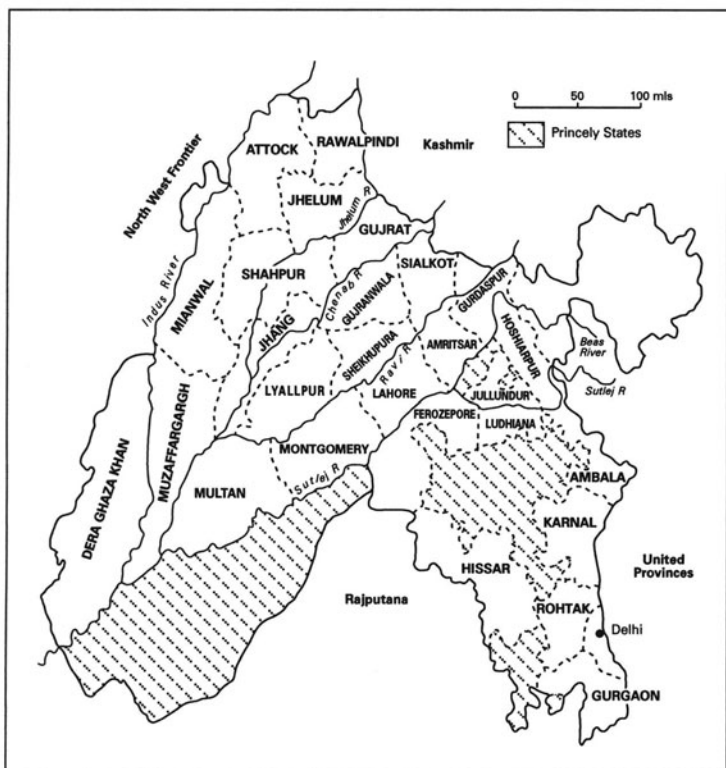 0 50 100 mls
Princely States
North West Frontier
ATTOCK
RAWALPINDI
Kashmir
JHELUM
Jhelum R
GUJRAT
Indus River
MIANWAL
SHAHPUR
Chenab R
SIALKOT
GUJRANWALA
GURDASPUR
JHANG
SHEIKHUPURA
Ravi R
AMRITSAR
HOSHIARPUR
Beas
River
Sutlej R
LYALLPUR
LAHORE
JULLUNDUR
FEROZEPORE
LUDHIANA
DERA GHAZA KHAN
MUZAFFARGARGH
MONTGOMERY
MULTAN
Sutlej R
AMBALA
KARNAL
HISSAR
United
Provinces
Rajputana
ROHTAK
Delhi
GURGAON